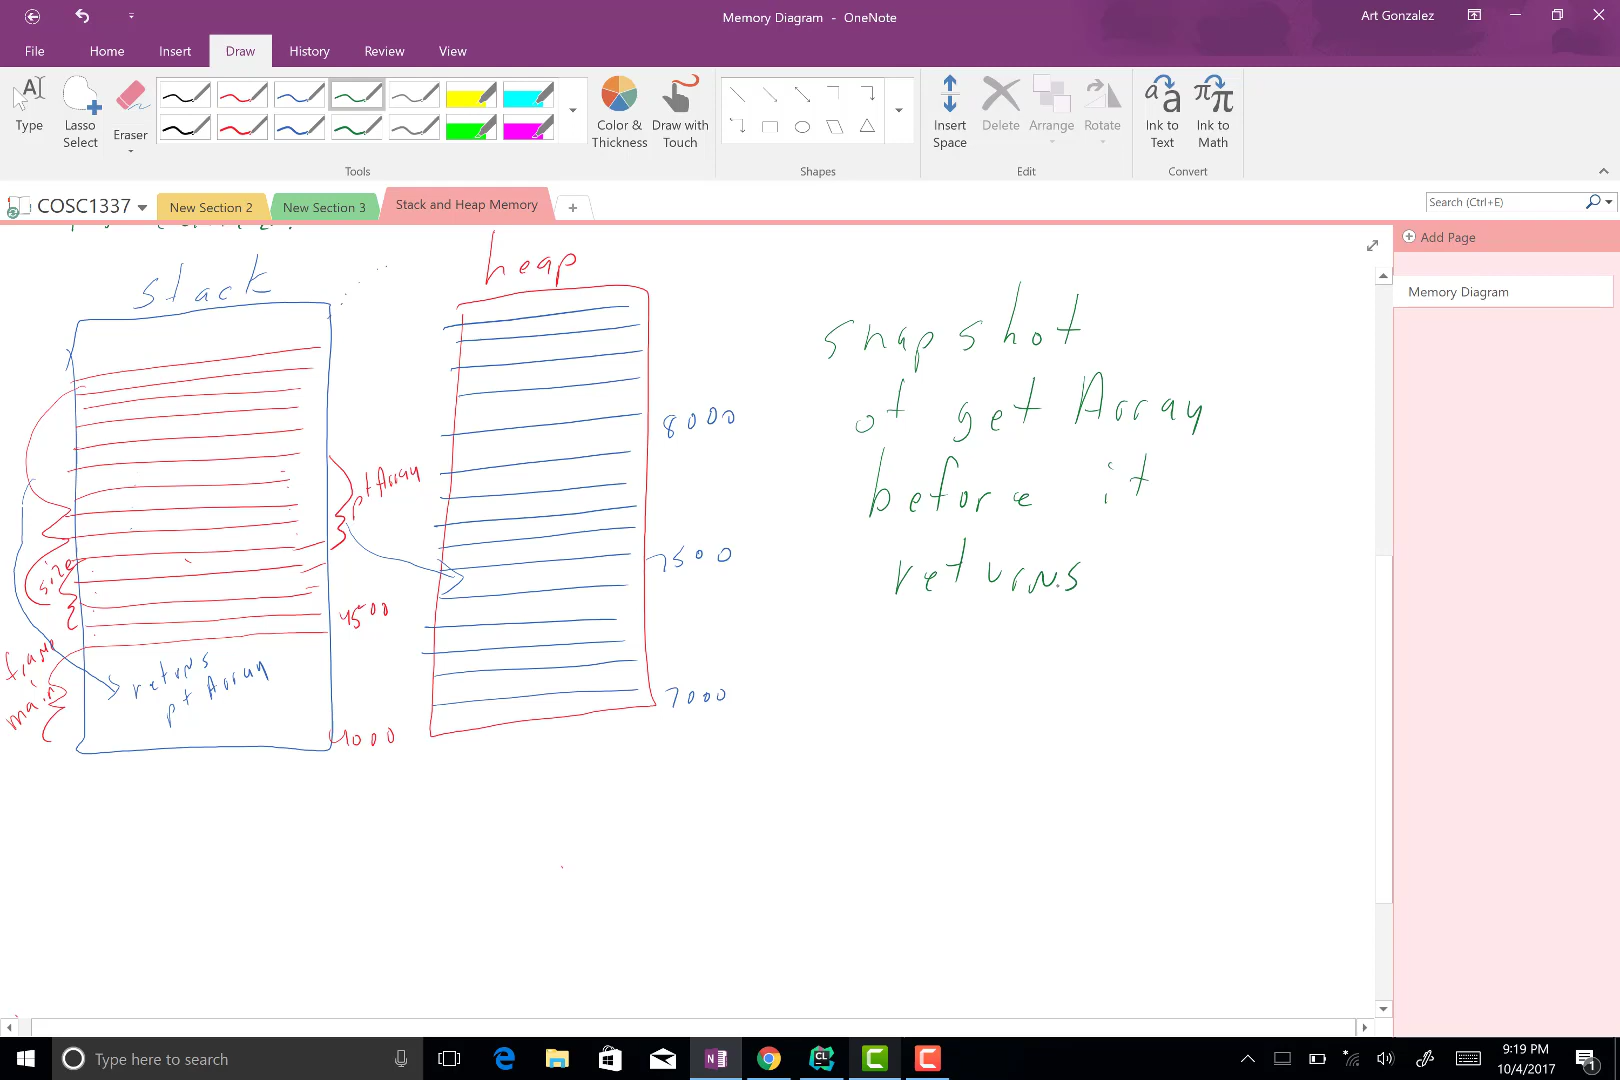 Memory Diagram - OneNote
Art Gonzalez
File Home Insert Draw History Review View
Type
Lasso Select
Eraser
Color & Thickness
Draw with Touch
Insert Space
Delete
Arrange
Rotate
Ink to Text
Ink to Math
Tools
Shapes
Edit
Convert
COSC1337
New Section 2
New Section 3
Stack and Heap Memory
Search (Ctrl+E)
Add Page
Memory Diagram
stack
heap
snapshot
of getArray
before it
returns
8000
ptArray
7500
size
4500
frame
main
returns
ptArray
7000
4000
Type here to search
9:19 PM
10/4/2017
1